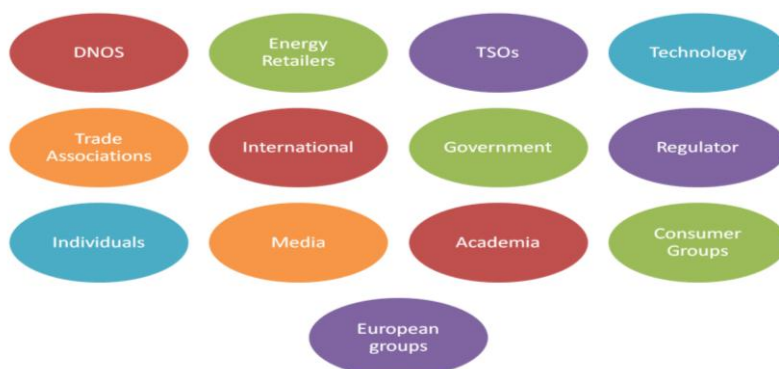 DNOS
Energy
Retailers
TSOs
Technology
Trade
Associations
International
Government
Regulator
Individuals
Media
Academia
Consumer
Groups
European
groups